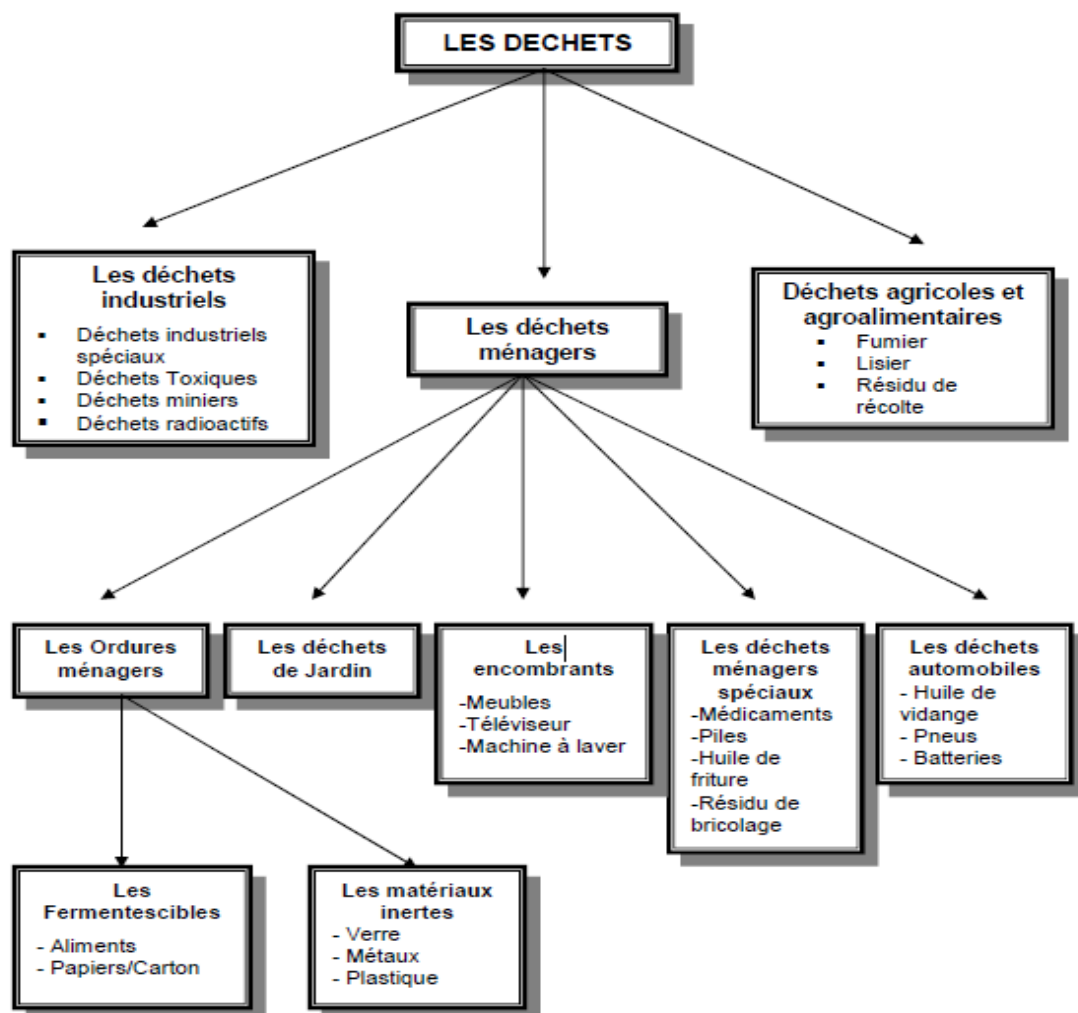 LES DECHETS
Les déchets
industriels
▪ Déchets industriels
spéciaux
▪ Déchets Toxiques
▪ Déchets miniers
▪ Déchets radioactifs
Les déchets
ménagers
Déchets agricoles et
agroalimentaires
▪ Fumier
▪ Lisier
▪ Résidu de
récolte
Les Ordures
ménagers
Les déchets
de Jardin
Les
encombrants
-Meubles
-Téléviseur
-Machine à laver
Les déchets
ménagers
spéciaux
-Médicaments
-Piles
-Huile de
friture
-Résidu de
bricolage
Les déchets
automobiles
- Huile de
vidange
- Pneus
- Batteries
Les
Fermentescibles
- Aliments
- Papiers/Carton
Les matériaux
inertes
- Verre
- Métaux
- Plastique